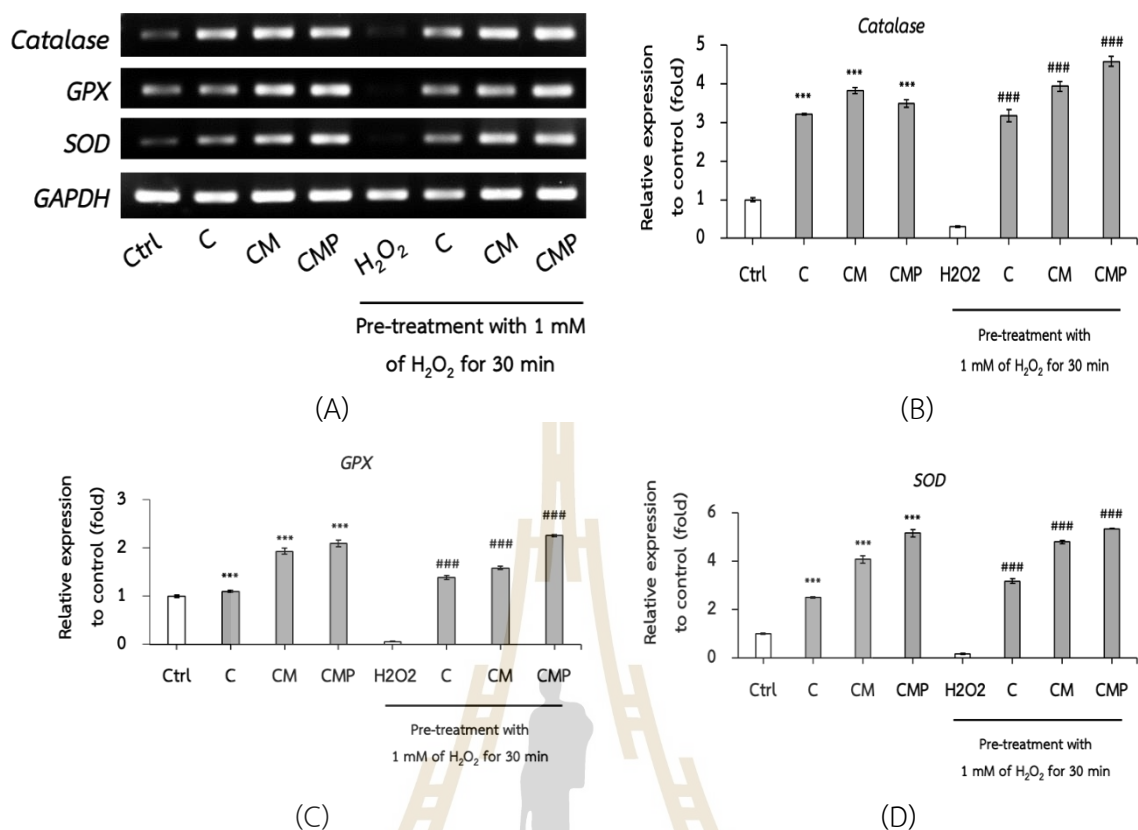 Catalase
GPX
SOD
GAPDH
Ctrl C CM CMP H₂O₂ C CM CMP
Pre-treatment with 1 mM
of H₂O₂ for 30 min
(A)
Catalase
Relative expression
to control (fold)
5
4
3
2
1
0
*** *** *** ### ### ###
Ctrl C CM CMP H2O2 C CM CMP
Pre-treatment with
1 mM of H₂O₂ for 30 min
(B)
GPX
Relative expression
to control (fold)
3
2
1
0
*** *** *** ### ### ###
Ctrl C CM CMP H2O2 C CM CMP
Pre-treatment with
1 mM of H₂O₂ for 30 min
(C)
SOD
Relative expression
to control (fold)
6
4
2
0
*** *** *** ### ### ###
Ctrl C CM CMP H2O2 C CM CMP
Pre-treatment with
1 mM of H₂O₂ for 30 min
(D)